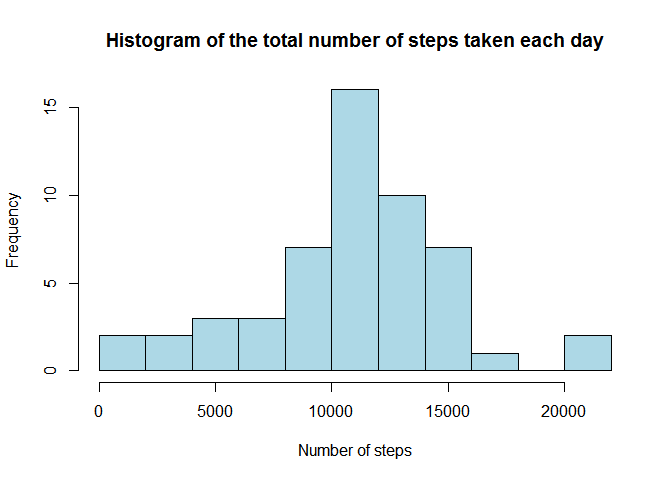 Histogram of the total number of steps taken each day
15
10
5
0
Frequency
0 5000 10000 15000 20000
Number of steps